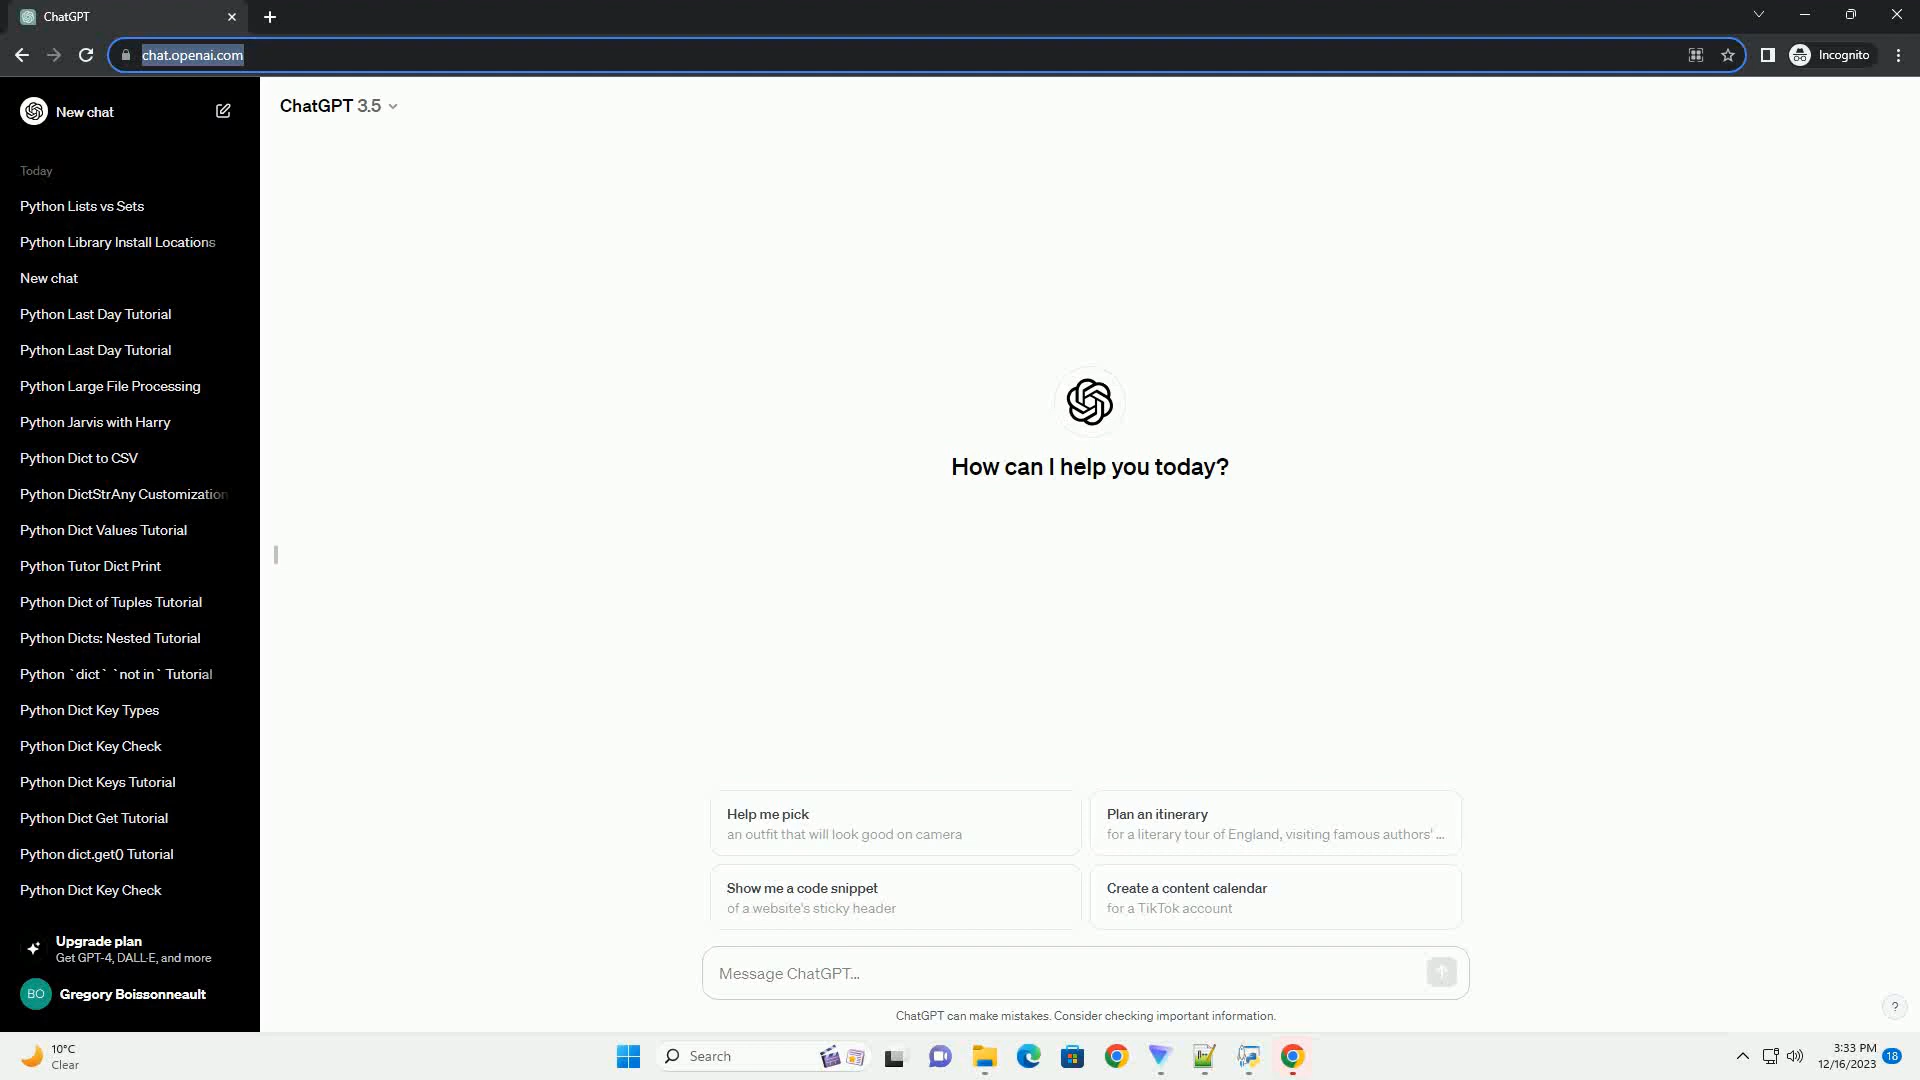 ChatGPT
chat.openai.com
Incognito
New chat
Today
Python Lists vs Sets
Python Library Install Locations
New chat
Python Last Day Tutorial
Python Last Day Tutorial
Python Large File Processing
Python Jarvis with Harry
Python Dict to CSV
Python DictStrAny Customization
Python Dict Values Tutorial
Python Tutor Dict Print
Python Dict of Tuples Tutorial
Python Dicts: Nested Tutorial
Python `dict` `not in` Tutorial
Python Dict Key Types
Python Dict Key Check
Python Dict Keys Tutorial
Python Dict Get Tutorial
Python dict.get() Tutorial
Python Dict Key Check
Upgrade plan
Get GPT-4, DALL·E, and more
BO Gregory Boissonneault
ChatGPT 3.5
How can I help you today?
Help me pick
an outfit that will look good on camera
Plan an itinerary
for a literary tour of England, visiting famous authors' ...
Show me a code snippet
of a website's sticky header
Create a content calendar
for a TikTok account
Message ChatGPT...
ChatGPT can make mistakes. Consider checking important information.
?
10°C
Clear
Search
3:33 PM
12/16/2023
18